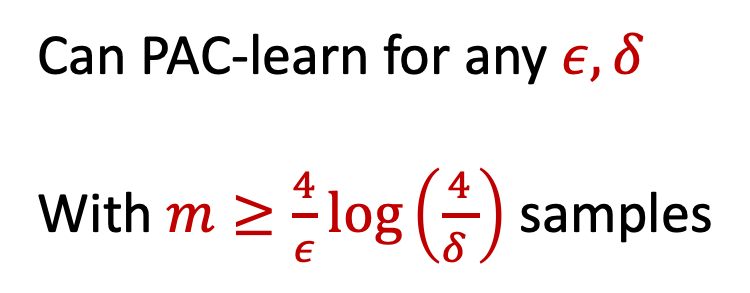 Can PAC-learn for any ϵ, δ
With m ≥ 4/ϵ log(4/δ) samples